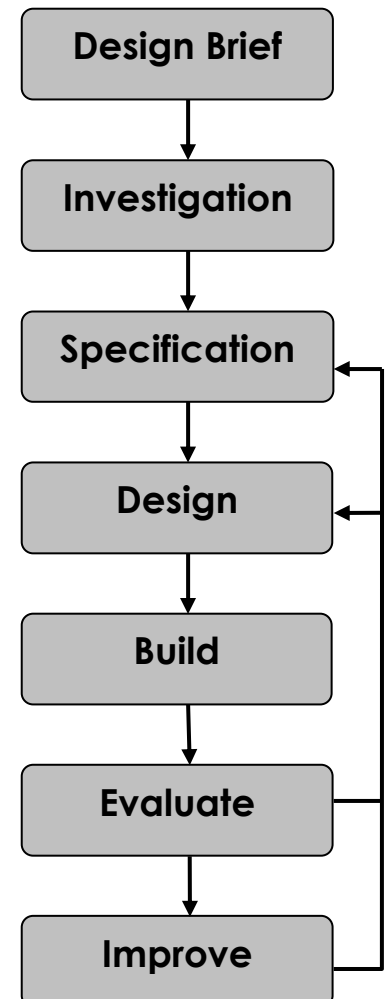 Design Brief
Investigation
Specification
Design
Build
Evaluate
Improve